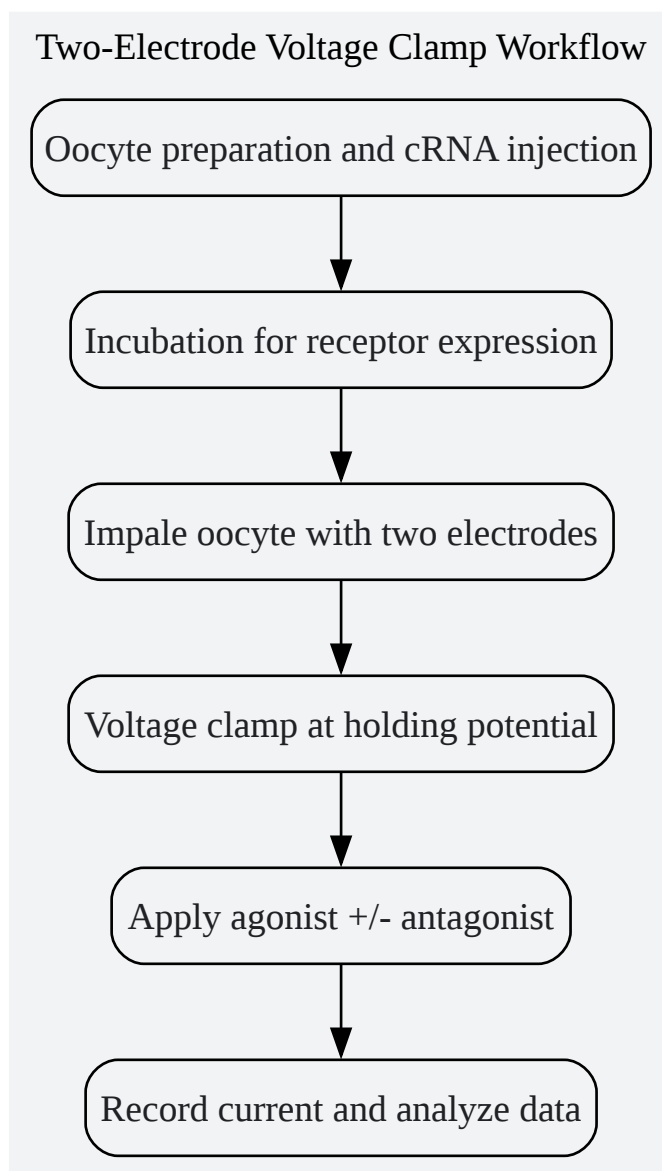 Two-Electrode Voltage Clamp Workflow
Oocyte preparation and cRNA injection
Incubation for receptor expression
Impale oocyte with two electrodes
Voltage clamp at holding potential
Apply agonist +/- antagonist
Record current and analyze data